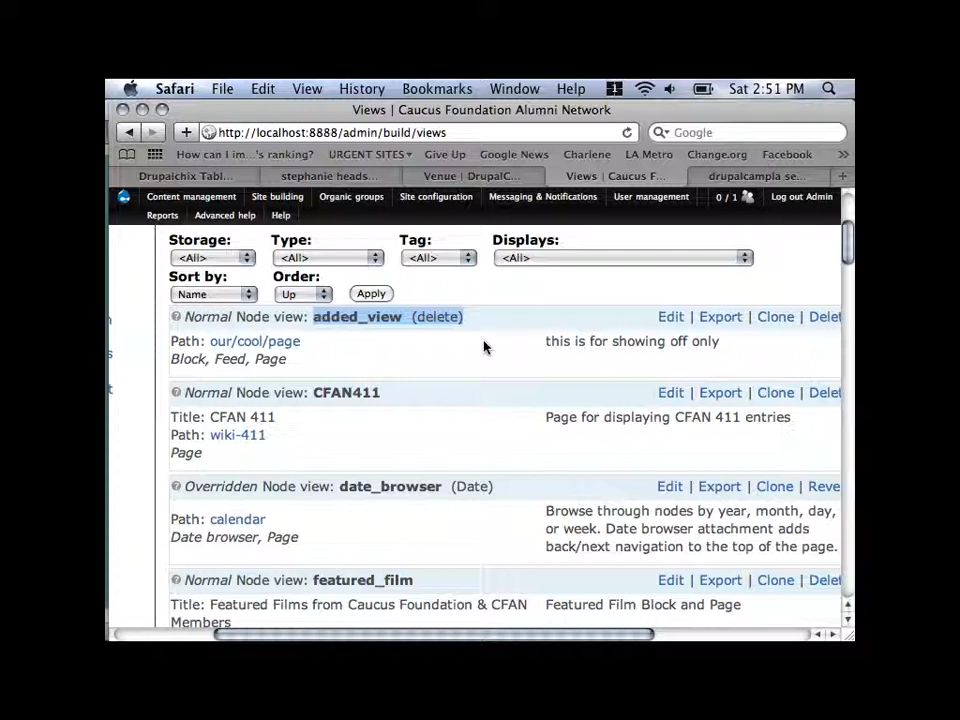 Safari File Edit View History Bookmarks Window Help 1 Sat 2:51 PM
Views | Caucus Foundation Alumni Network
http://localhost:8888/admin/build/views Google
How can I im...'s ranking? URGENT SITES Give Up Google News Charlene LA Metro Change.org Facebook
Drupalchix Tabl... stephanie heads... Venue | DrupalC... Views | Caucus F... drupalcampla se...
Content management Site building Organic groups Site configuration Messaging & Notifications User management 0 / 1 Log out Admin
Reports Advanced help Help
Storage: Type: Tag: Displays:
<All> <All> <All> <All>
Sort by: Order:
Name Up Apply
Normal Node view: added_view (delete) Edit | Export | Clone | Delet
Path: our/cool/page this is for showing off only
Block, Feed, Page
Normal Node view: CFAN411 Edit | Export | Clone | Delet
Title: CFAN 411 Page for displaying CFAN 411 entries
Path: wiki-411
Page
Overridden Node view: date_browser (Date) Edit | Export | Clone | Reve
Browse through nodes by year, month, day,
Path: calendar or week. Date browser attachment adds
Date browser, Page back/next navigation to the top of the page.
Normal Node view: featured_film Edit | Export | Clone | Delet
Title: Featured Films from Caucus Foundation & CFAN Featured Film Block and Page
Members